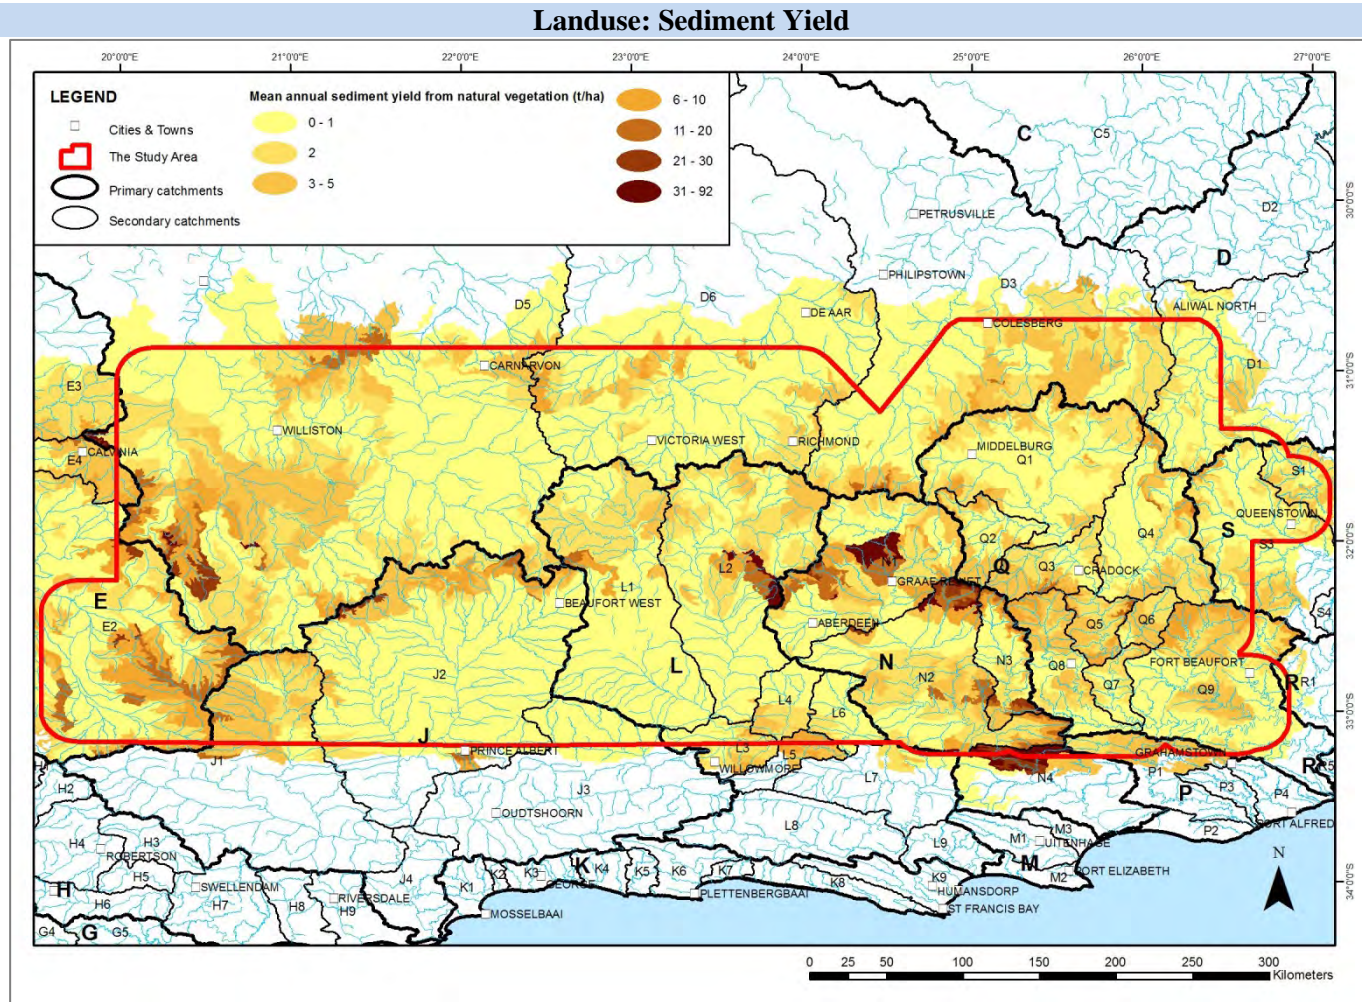 Landuse: Sediment Yield
20°0'0"S
21°0'0"S
22°0'0"S
23°0'0"S
24°0'0"S
25°0'0"S
26°0'0"S
27°0'0"S
LEGEND
Cities & Towns
The Study Area
Primary catchments
Secondary catchments
Mean annual sediment yield from natural vegetation (t/ha)
0 - 1
2
3 - 5
6 - 10
11 - 20
21 - 30
31 - 92
C
C5
D2
30°0'0"S
PETRUSVILLE
D
PHILIPSTOWN
D3
D5
D6
DE AAR
ALIWAL NORTH
COLESBERG
CARNARVON
D1
31°0'0"S
E3
WILLISTON
VICTORIA WEST
RICHMOND
MIDDELBURG
Q1
CALVINIA
E4
S1
QUEENSTOWN
S
S3
32°0'0"S
Q4
Q2
N1
L2
Q
Q3
CRADOCK
GRAAF REINET
L1
BEAUFORT WEST
E
E2
ABERDEEN
Q5
Q6
S4
L
N
N3
Q8
FORT BEAUFORT
J2
N2
Q7
Q9
R
R1
L4
L6
33°0'0"S
J
PRINCE ALBERT
L3
L5
GRAHAMSTOWN
J1
WILLOWMORE
L7
N4
P1
R
R5
H2
J3
P
P3
P4
OUDTSHOORN
PORT ALFRED
L8
P2
H4
H3
ROBERTSON
M1
M3
UITENHAGE
L9
M
M2
PORT ELIZABETH
H5
J4
K
K1
K2
K3
GEORGE
K4
K5
K6
K7
K8
K9
HUMANSDORP
34°0'0"S
N
H
H6
SWELLENDAM
H7
H8
RIVERSDALE
H9
PLETTENBERGBAAI
ST FRANCIS BAY
MOSSELBAAI
G4
G
G5
0 25 50 100 150 200 250 300
Kilometers